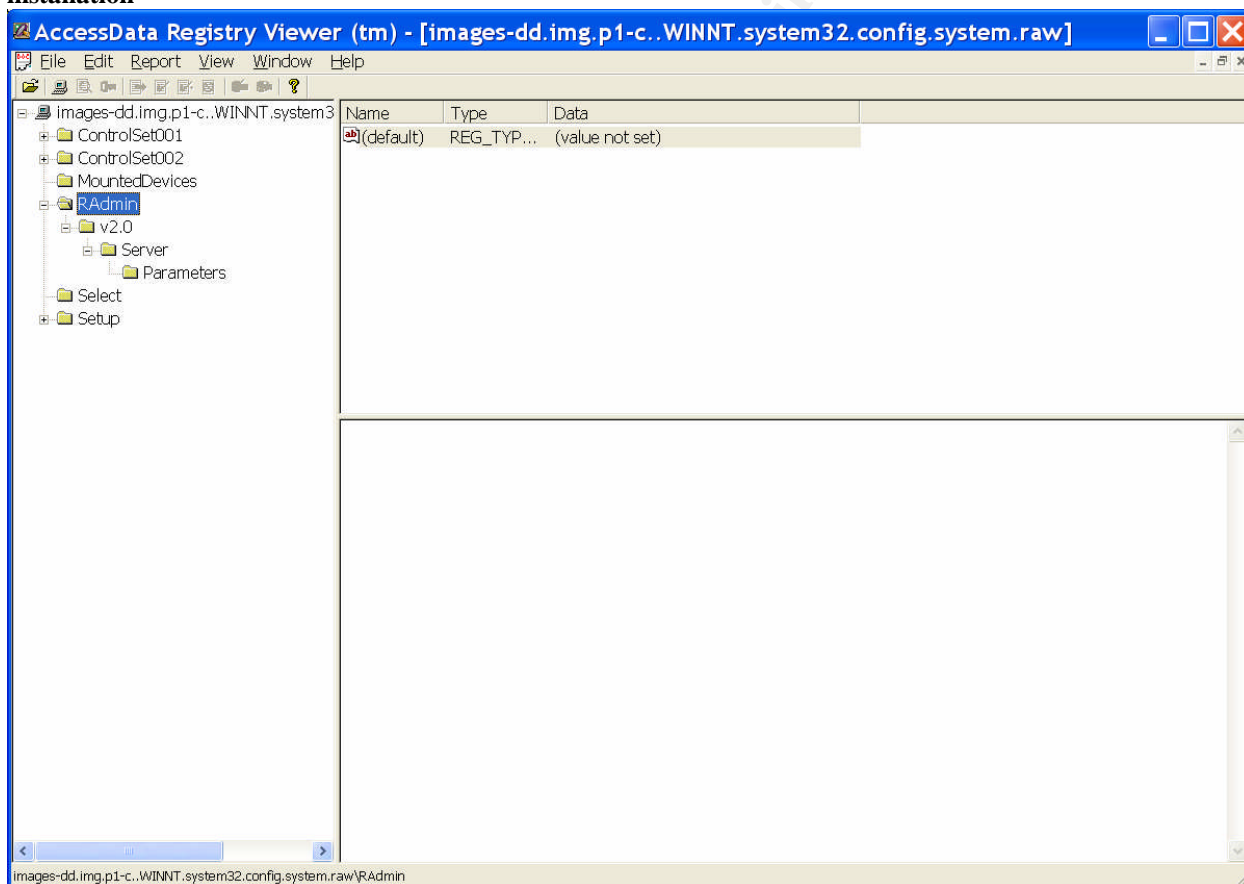 installation
AccessData Registry Viewer (tm) - [images-dd.img.p1-c..WINNT.system32.config.system.raw]
File Edit Report View Window Help
images-dd.img.p1-c..WINNT.system3
ControlSet001
ControlSet002
MountedDevices
RAdmin
v2.0
Server
Parameters
Select
Setup
Name Type Data
(default) REG_TYP... (value not set)
images-dd.img.p1-c..WINNT.system32.config.system.raw\RAdmin